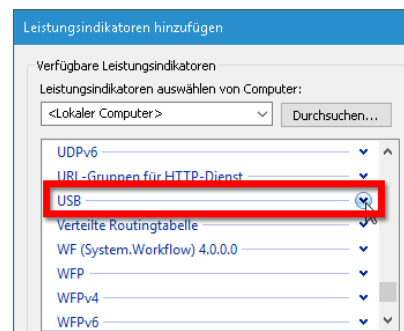 Leistungsindikatoren hinzufügen
Verfügbare Leistungsindikatoren
Leistungsindikatoren auswählen von Computer:
<Lokaler Computer>
Durchsuchen...
UDPv6
URL-Gruppen für HTTP-Dienst
USB
Verteilte Routingtabelle
WF (System.Workflow) 4.0.0.0
WFP
WFPv4
WFPv6